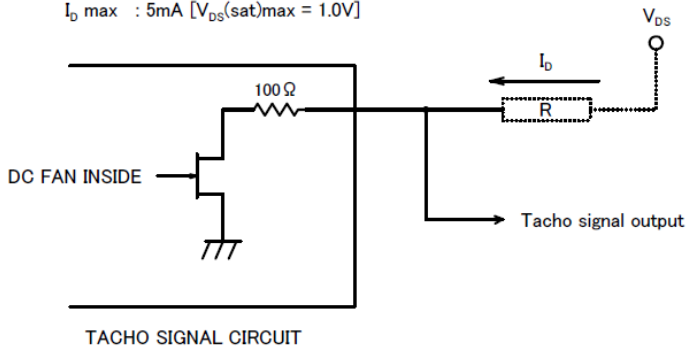 I_D max : 5mA [V_DS(sat)max = 1.0V]
V_DS
I_D
100Ω
R
DC FAN INSIDE
Tacho signal output
TACHO SIGNAL CIRCUIT